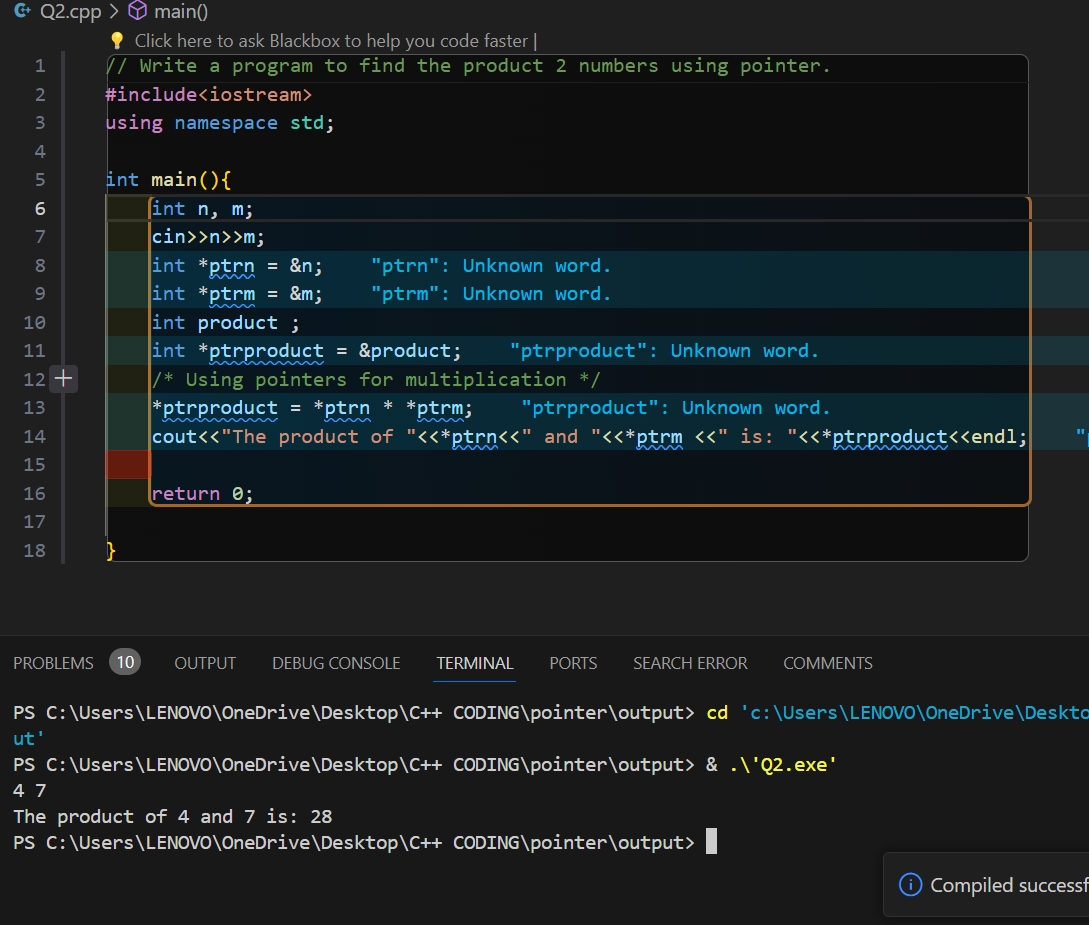 Q2.cpp > main()
Click here to ask Blackbox to help you code faster |
1 // Write a program to find the product 2 numbers using pointer.
2 #include<iostream>
3 using namespace std;
4
5 int main(){
6 int n, m;
7 cin>>n>>m;
8 int *ptrn = &n; "ptrn": Unknown word.
9 int *ptrm = &m; "ptrm": Unknown word.
10 int product ;
11 int *ptrproduct = &product; "ptrproduct": Unknown word.
12 /* Using pointers for multiplication */
13 *ptrproduct = *ptrn * *ptrm; "ptrproduct": Unknown word.
14 cout<<"The product of "<<*ptrn<<" and "<<*ptrm <<" is: "<<*ptrproduct<<endl; "
15
16 return 0;
17
18 }
PROBLEMS 10 OUTPUT DEBUG CONSOLE TERMINAL PORTS SEARCH ERROR COMMENTS
PS C:\Users\LENOVO\OneDrive\Desktop\C++ CODING\pointer\output> cd 'c:\Users\LENOVO\OneDrive\Deskto
ut'
PS C:\Users\LENOVO\OneDrive\Desktop\C++ CODING\pointer\output> & .\'Q2.exe'
4 7
The product of 4 and 7 is: 28
PS C:\Users\LENOVO\OneDrive\Desktop\C++ CODING\pointer\output>
Compiled successf